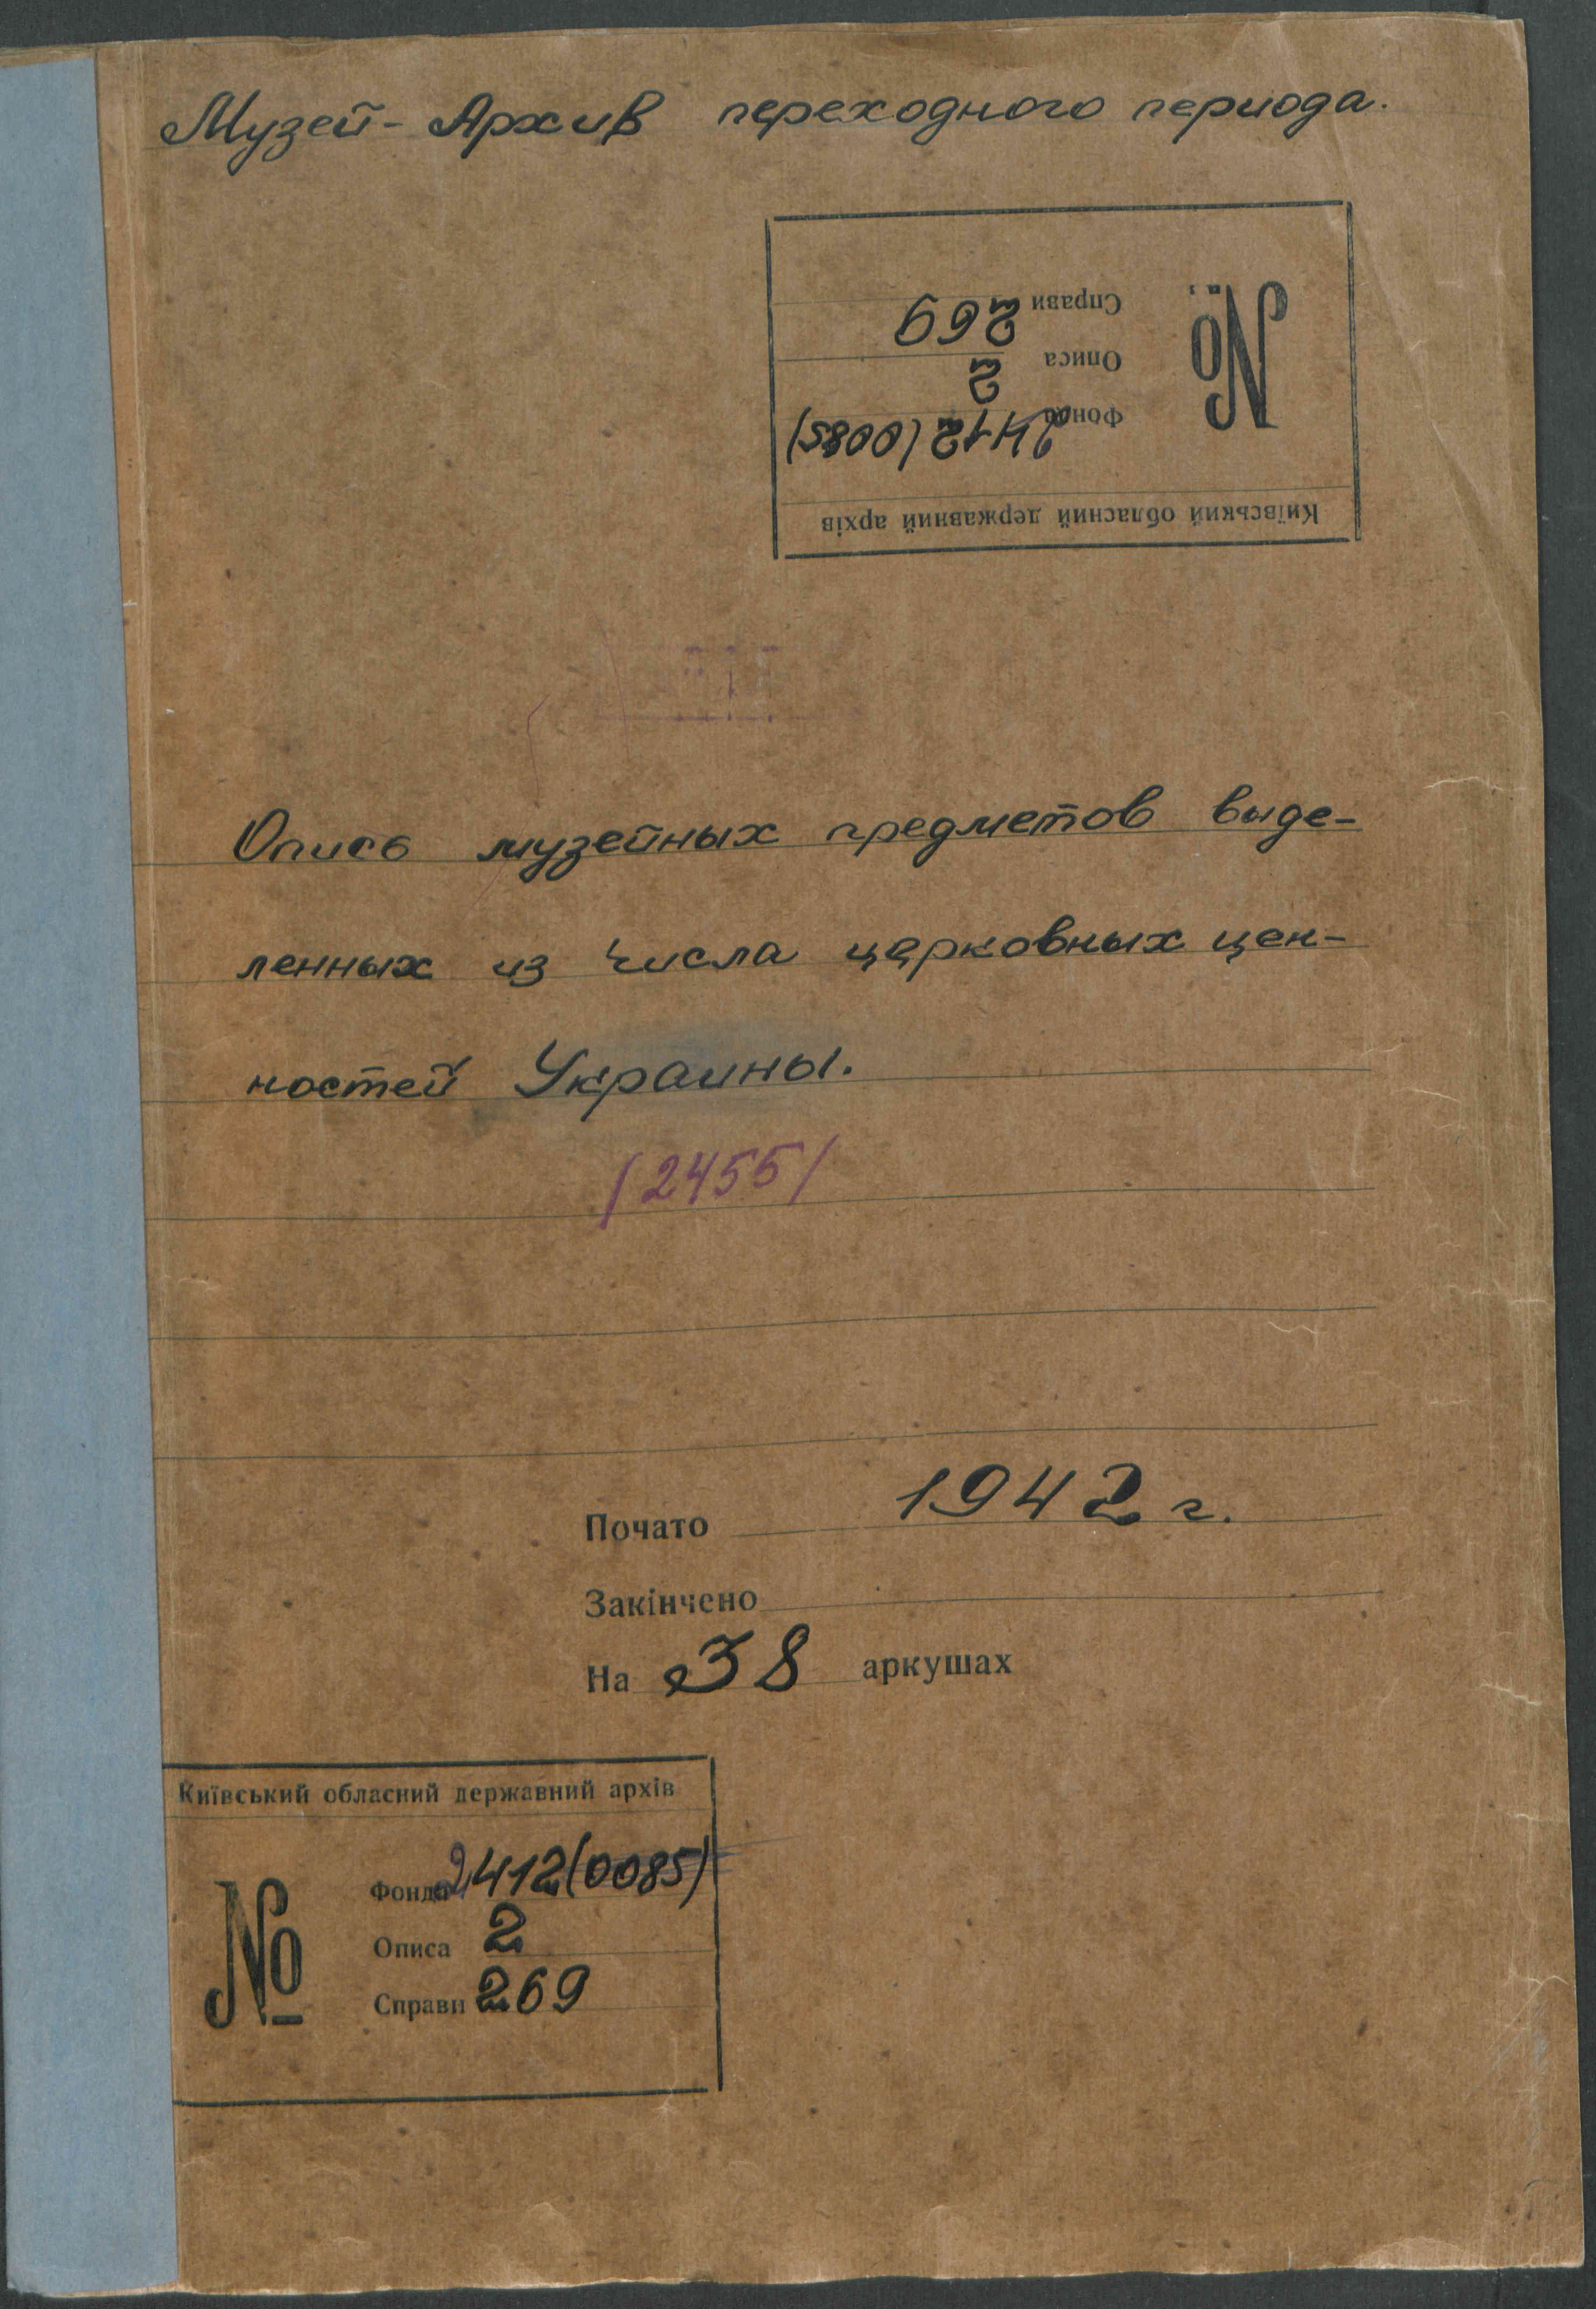 Музей-Архив переходного периода.
Київський обласний державний архів
№
Фонда 2412(0085)
Описа 2
Справи 269
Опись музейных предметов выде-
ленных из числа церковных цен-
ностей Украины.
/2455/
Почато 1942 г.
Закінчено
На 38 аркушах
Київський обласний державний архів
№
Фонда 2412(0085)
Описа 2
Справи 269